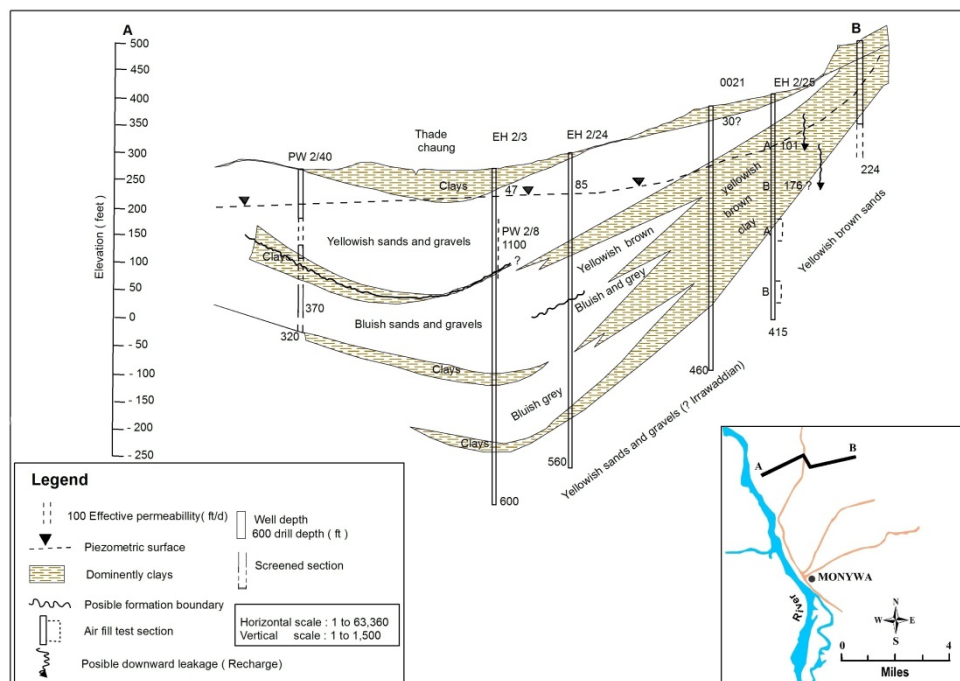 A
B
Elevation ( feet )
500
450
400
350
300
250
200
150
100
50
0
- 50
- 100
- 150
- 200
- 250
PW 2/40
Thade
chaung
EH 2/3
EH 2/24
0021
EH 2/25
30?
A
101
Clays
47
85
yellowish
brown
clay
B
176 ?
224
Yellowish sands and gravels
PW 2/8
1100
?
Yellowish brown
A
Yellowish brown sands
Clays
Bluish and grey
B
370
Bluish sands and gravels
320
415
Clays
460
Bluish grey
Yellowish sands and gravels (? Irrawaddian)
Clays
560
600
Legend
100 Effective permeabillity( ft/d)
Piezometric surface
Dominently clays
Posible formation boundary
Air fill test section
Posible downward leakage ( Recharge)
Well depth
600 drill depth ( ft )
Screened section
Horizontal scale : 1 to 63,360
Vertical scale : 1 to 1,500
A
B
MONYWA
River
N
W
E
S
0
4
Miles